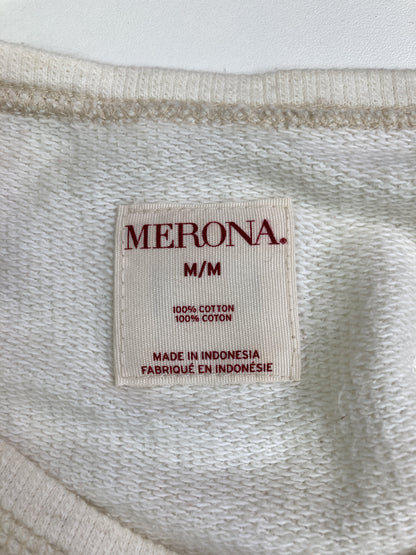 MERONA.
M/M
100% COTTON
100% COTON
MADE IN INDONESIA
FABRIQUÉ EN INDONÉSIE